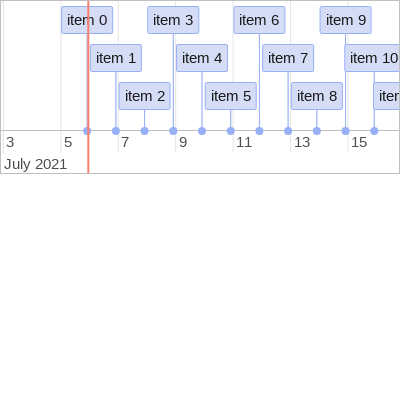 item 0 item 3 item 6 item 9
item 1 item 4 item 7 item 10
item 2 item 5 item 8
3 5 7 9 11 13 15
July 2021